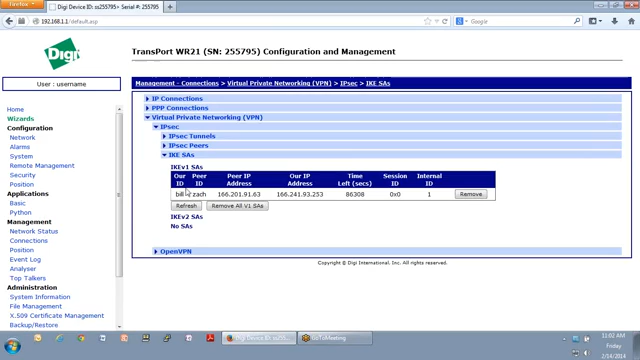 Firefox
Digi Device ID: ss255795> Serial #: 255795
192.168.1.1/default.asp
Google
Digi
TransPort WR21 (SN: 255795) Configuration and Management
User : username
Management - Connections > Virtual Private Networking (VPN) > IPsec > IKE SAs
Home
Wizards
Configuration
Network
Alarms
System
Remote Management
Security
Position
Applications
Basic
Python
Management
Network Status
Connections
Position
Event Log
Analyser
Top Talkers
Administration
System Information
File Management
X.509 Certificate Management
Backup/Restore
IP Connections
PPP Connections
Virtual Private Networking (VPN)
IPsec
IPsec Tunnels
IPsec Peers
IKE SAs
IKEv1 SAs
Our ID Peer ID Peer IP Address Our IP Address Time Left (secs) Session ID Internal ID
bill zach 166.201.91.63 166.241.93.253 86308 0x0 1 Remove
Refresh Remove All V1 SAs
IKEv2 SAs
No SAs
OpenVPN
Copyright © Digi International, Inc. All rights reserved.
Digi Device ID: ss25...
GoToMeeting
11:02 AM
Friday
2/14/2014